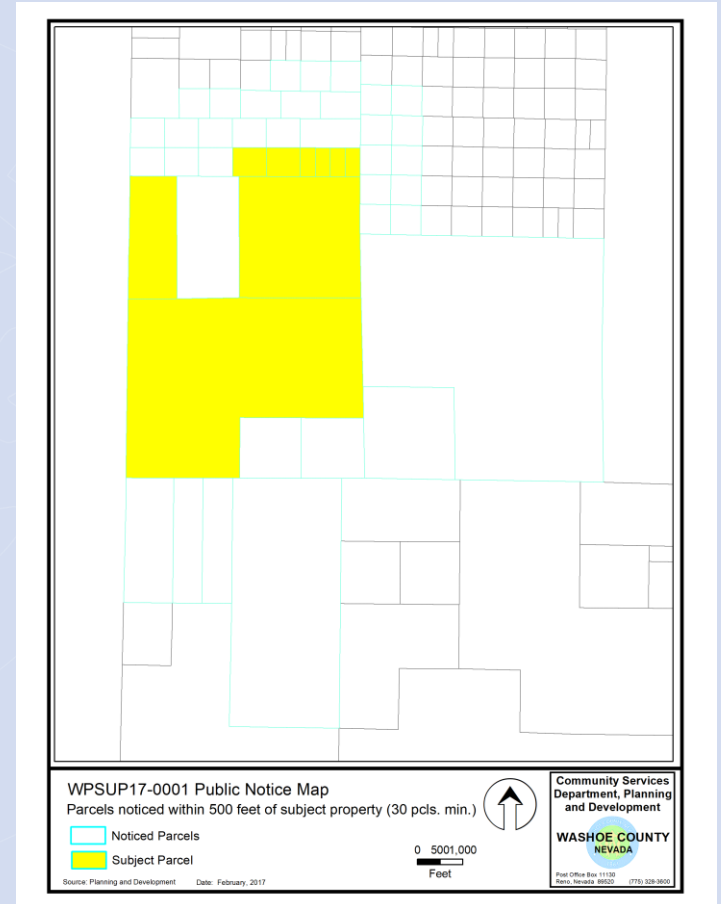 WPSUP17-0001 Public Notice Map
Parcels noticed within 500 feet of subject property (30 pcls. min.)
Noticed Parcels
Subject Parcel
Source: Planning and Development Date: February, 2017
0 5001,000
Feet
Community Services
Department, Planning
and Development
WASHOE COUNTY
NEVADA
Post Office Box 11130
Reno, Nevada 89520 (775) 328-3600